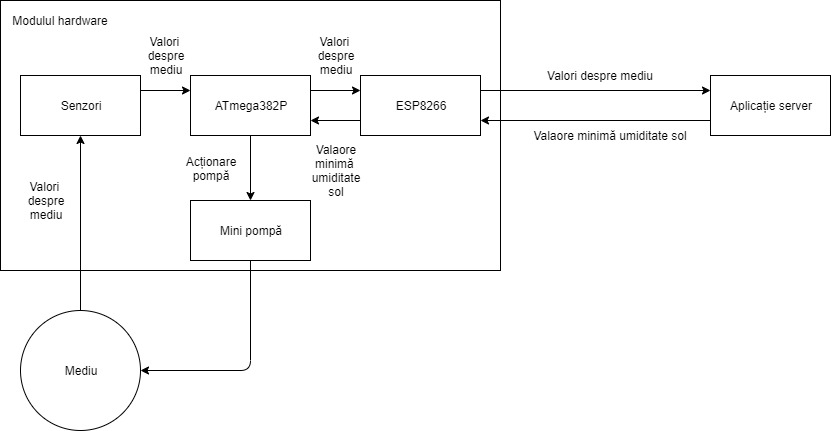 Modulul hardware
Valori
despre
mediu
Valori
despre
mediu
Valori despre mediu
Senzori
ATmega382P
ESP8266
Aplicație server
Valaore minimă umiditate sol
Valaore
minimă
umiditate
sol
Acționare
pompă
Valori
despre
mediu
Mini pompă
Mediu